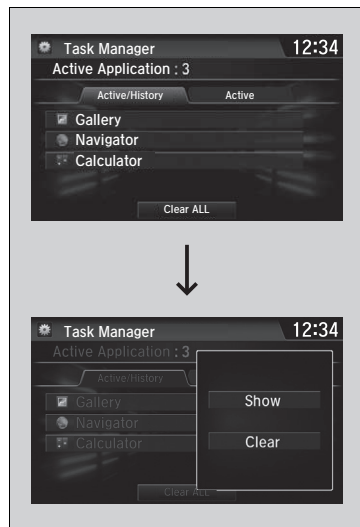 Task Manager 12:34
Active Application : 3
Active/History Active
Gallery
Navigator
Calculator
Clear ALL
Task Manager 12:34
Active Application : 3
Active/History
Gallery Show
Navigator
Calculator Clear
Clear ALL